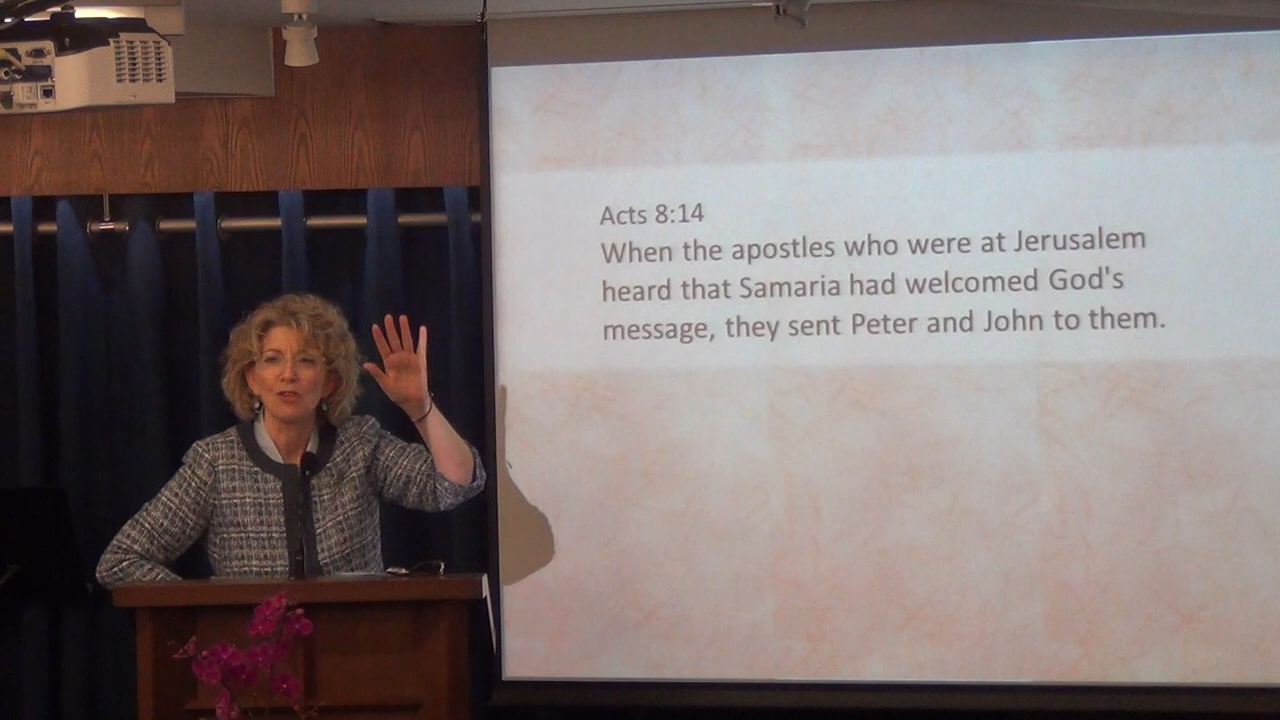 Acts 8:14
When the apostles who were at Jerusalem
heard that Samaria had welcomed God's
message, they sent Peter and John to them.